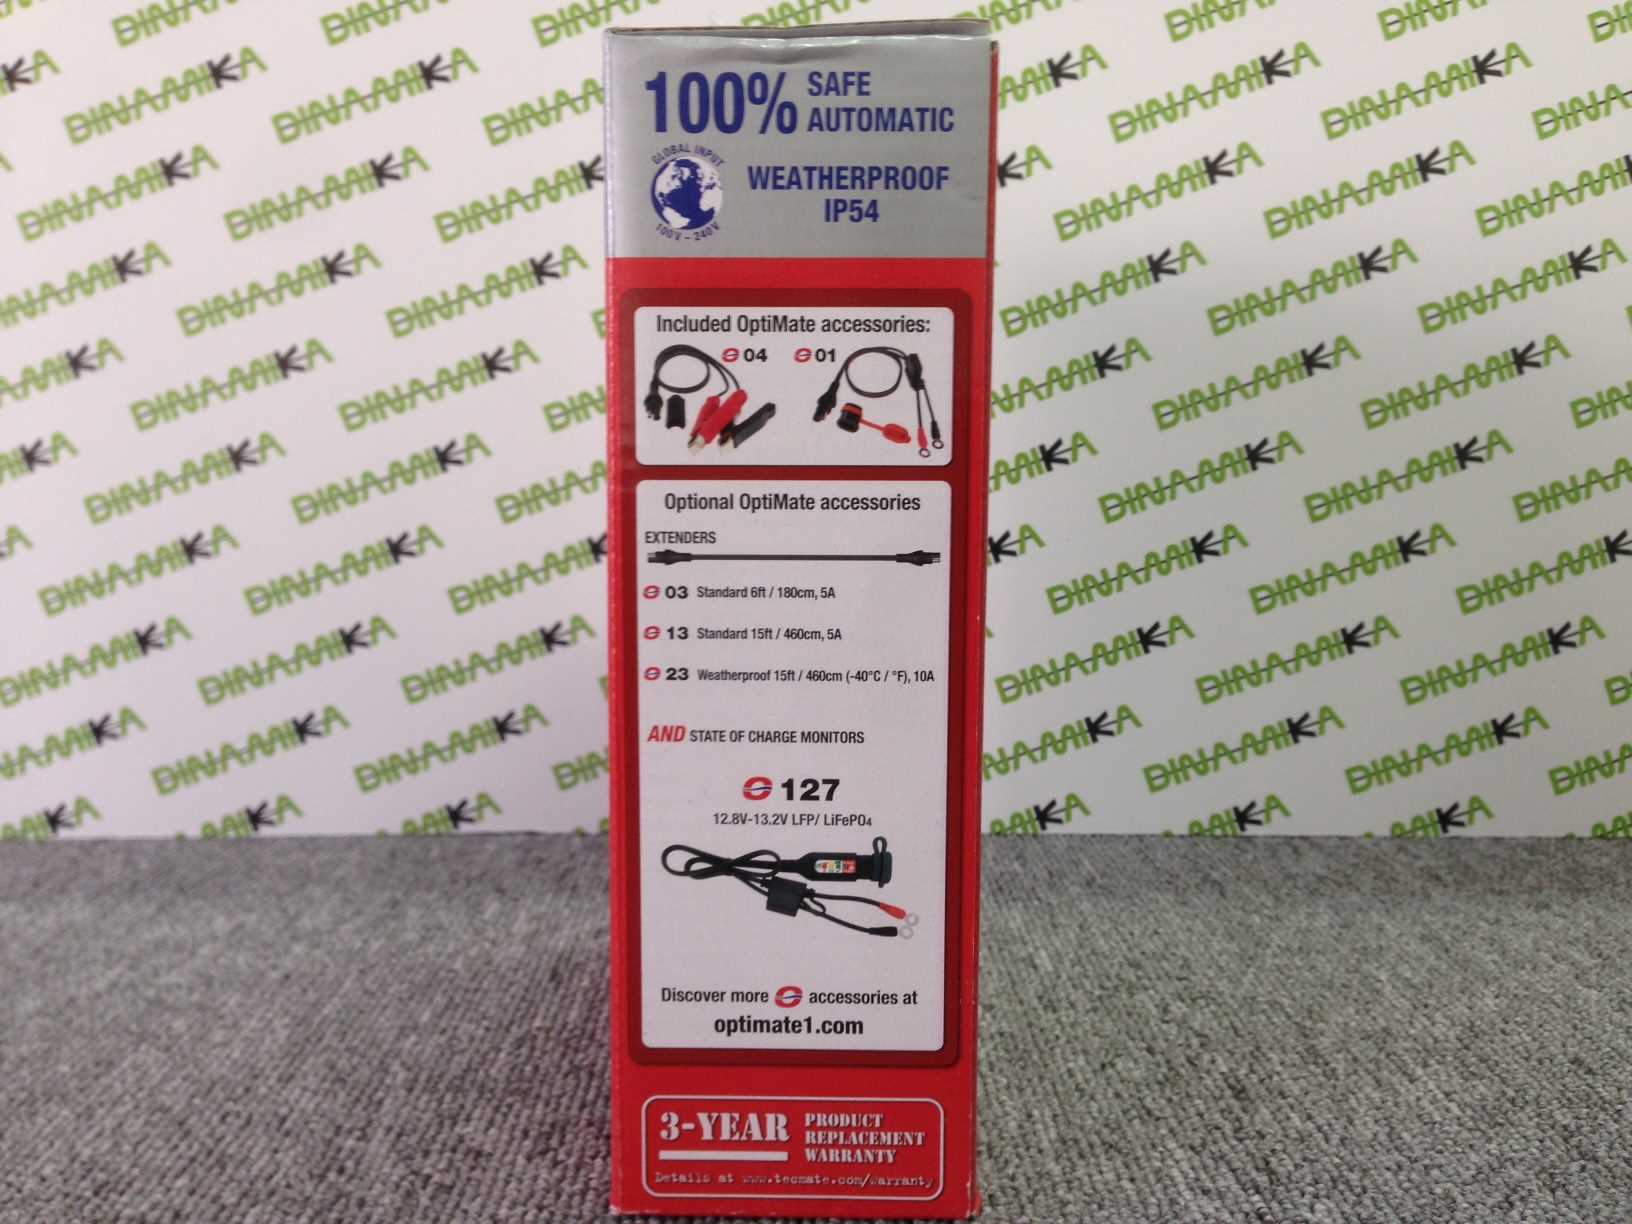 100% SAFE
AUTOMATIC
GLOBAL INPUT
100V – 240V
WEATHERPROOF
IP54
Included OptiMate accessories:
04
01
Optional OptiMate accessories
EXTENDERS
03 Standard 6ft / 180cm, 5A
13 Standard 15ft / 460cm, 5A
23 Weatherproof 15ft / 460cm (-40°C / °F), 10A
AND STATE OF CHARGE MONITORS
127
12.8V-13.2V LFP/ LiFePO4
Discover more accessories at
optimate1.com
3-YEAR PRODUCT
REPLACEMENT
WARRANTY
Details at www.tecmate.com/warranty
DINAMIKA